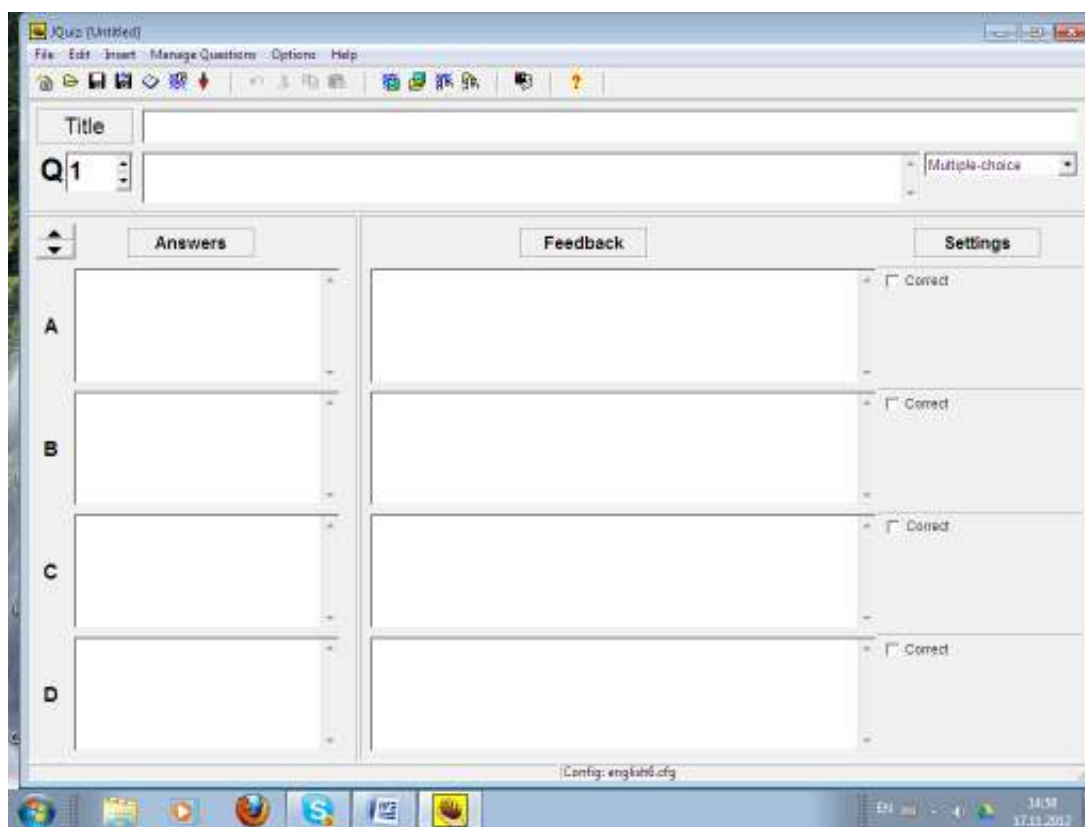 JQuiz [Untitled]
File Edit Insert Manage Questions Options Help
Title
Q 1 Multiple-choice
Answers Feedback Settings
A Correct
B Correct
C Correct
D Correct
Config: english6.cfg
EN 14:58
17.11.2012